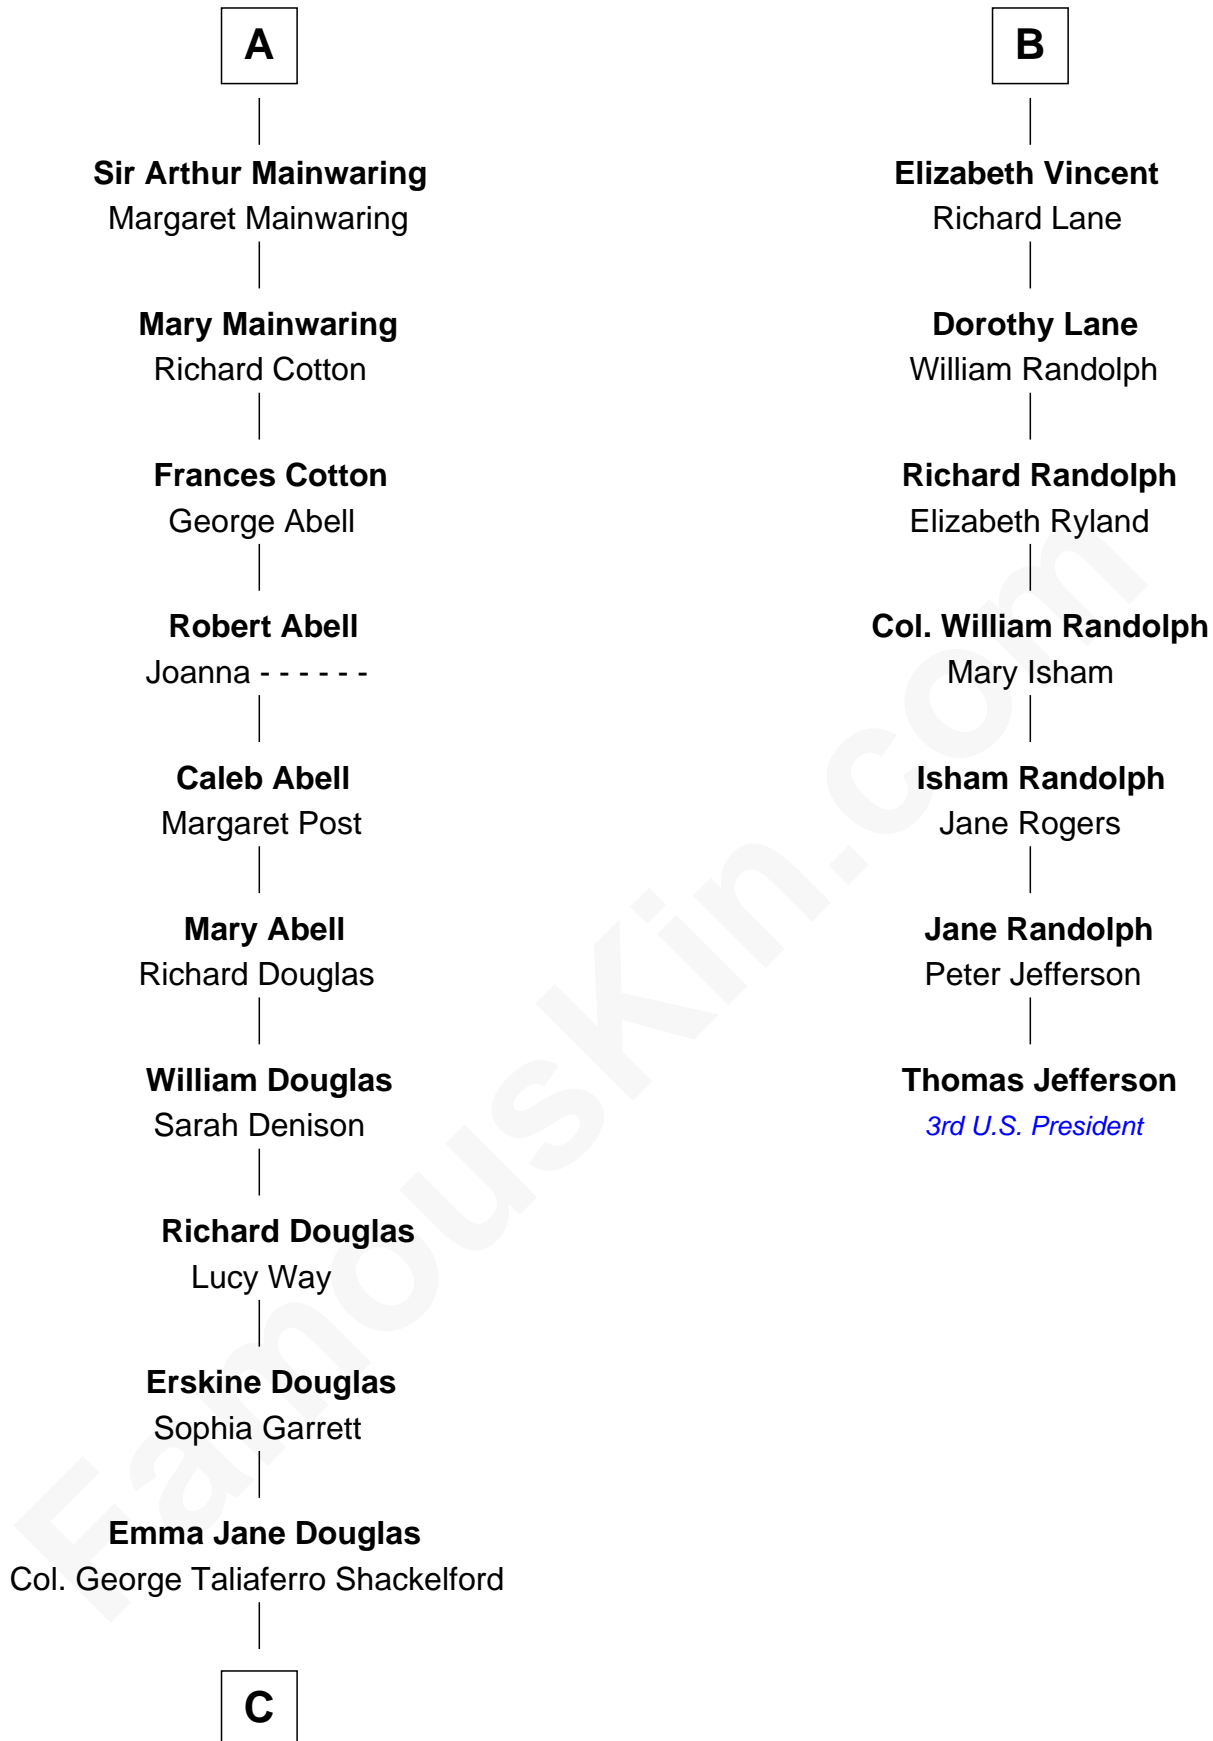 A
Sir Arthur Mainwaring
Margaret Mainwaring
Mary Mainwaring
Richard Cotton
Frances Cotton
George Abell
Robert Abell
Joanna - - - - - -
Caleb Abell
Margaret Post
Mary Abell
Richard Douglas
William Douglas
Sarah Denison
Richard Douglas
Lucy Way
Erskine Douglas
Sophia Garrett
Emma Jane Douglas
Col. George Taliaferro Shackelford
C
B
Elizabeth Vincent
Richard Lane
Dorothy Lane
William Randolph
Richard Randolph
Elizabeth Ryland
Col. William Randolph
Mary Isham
Isham Randolph
Jane Rogers
Jane Randolph
Peter Jefferson
Thomas Jefferson
3rd U.S. President
FamousKin.com